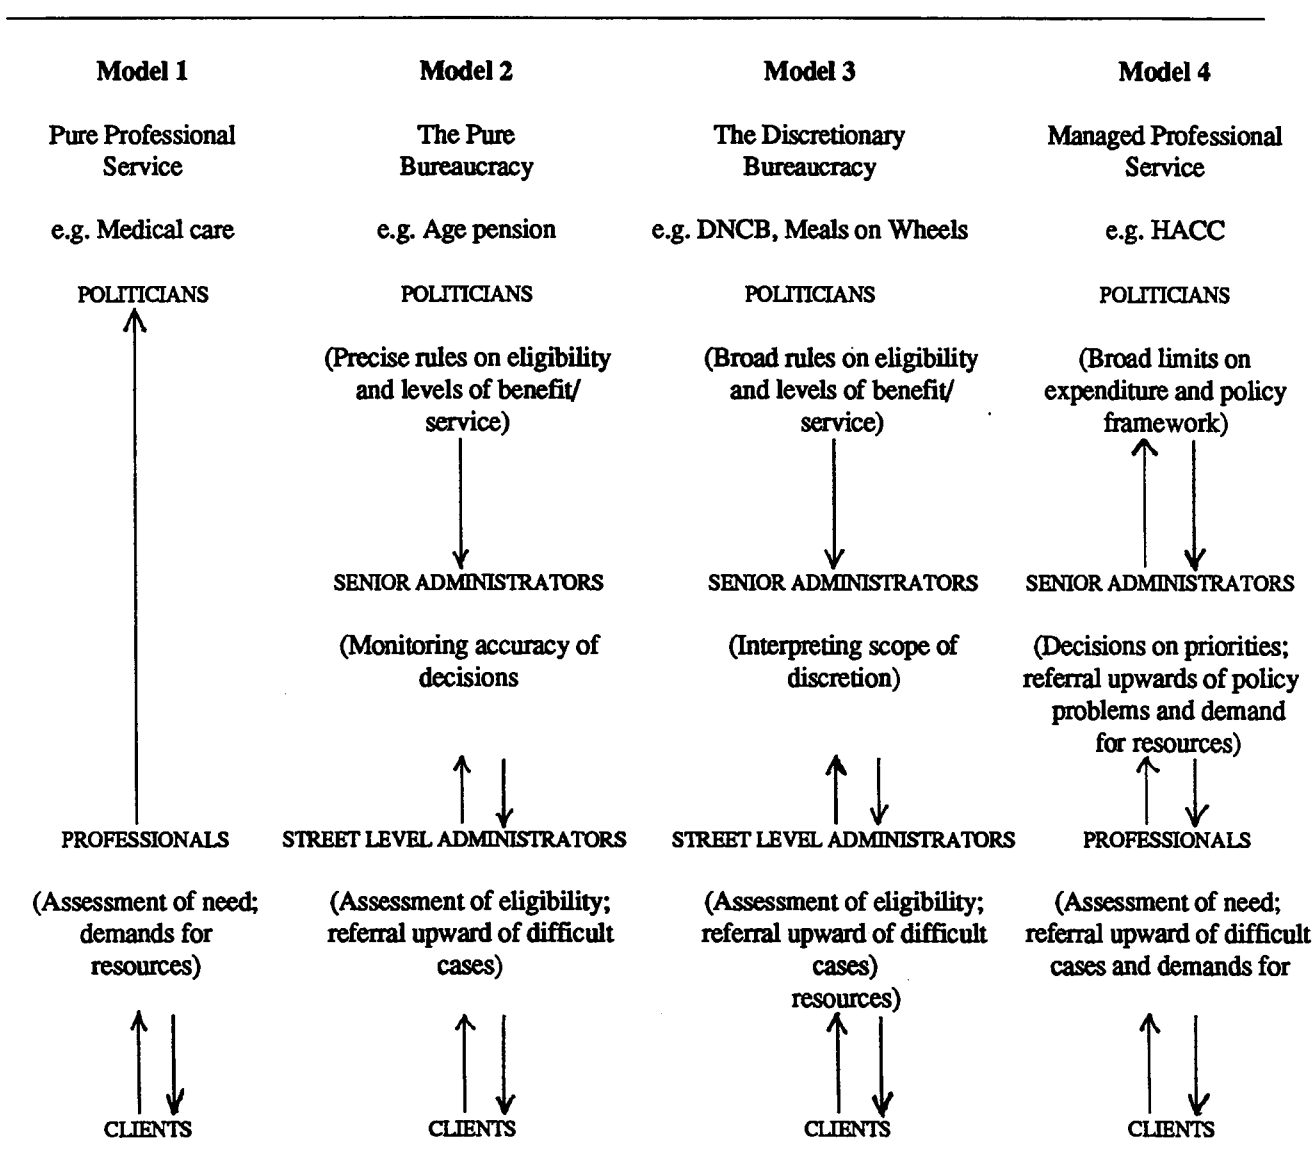 Model 1
Pure Professional
Service
e.g. Medical care
POLITICIANS
PROFESSIONALS
(Assessment of need;
demands for
resources)
CLIENTS
Model 2
The Pure
Bureaucracy
e.g. Age pension
POLITICIANS
(Precise rules on eligibility
and levels of benefit/
service)
SENIOR ADMINISTRATORS
(Monitoring accuracy of
decisions
STREET LEVEL ADMINISTRATORS
(Assessment of eligibility;
referral upward of difficult
cases)
CLIENTS
Model 3
The Discretionary
Bureaucracy
e.g. DNCB, Meals on Wheels
POLITICIANS
(Broad rules on eligibility
and levels of benefit/
service)
SENIOR ADMINISTRATORS
(Interpreting scope of
discretion)
STREET LEVEL ADMINISTRATORS
(Assessment of eligibility;
referral upward of difficult
cases)
resources)
CLIENTS
Model 4
Managed Professional
Service
e.g. HACC
POLITICIANS
(Broad limits on
expenditure and policy
framework)
SENIOR ADMINISTRATORS
(Decisions on priorities;
referral upwards of policy
problems and demand
for resources)
PROFESSIONALS
(Assessment of need;
referral upward of difficult
cases and demands for
CLIENTS